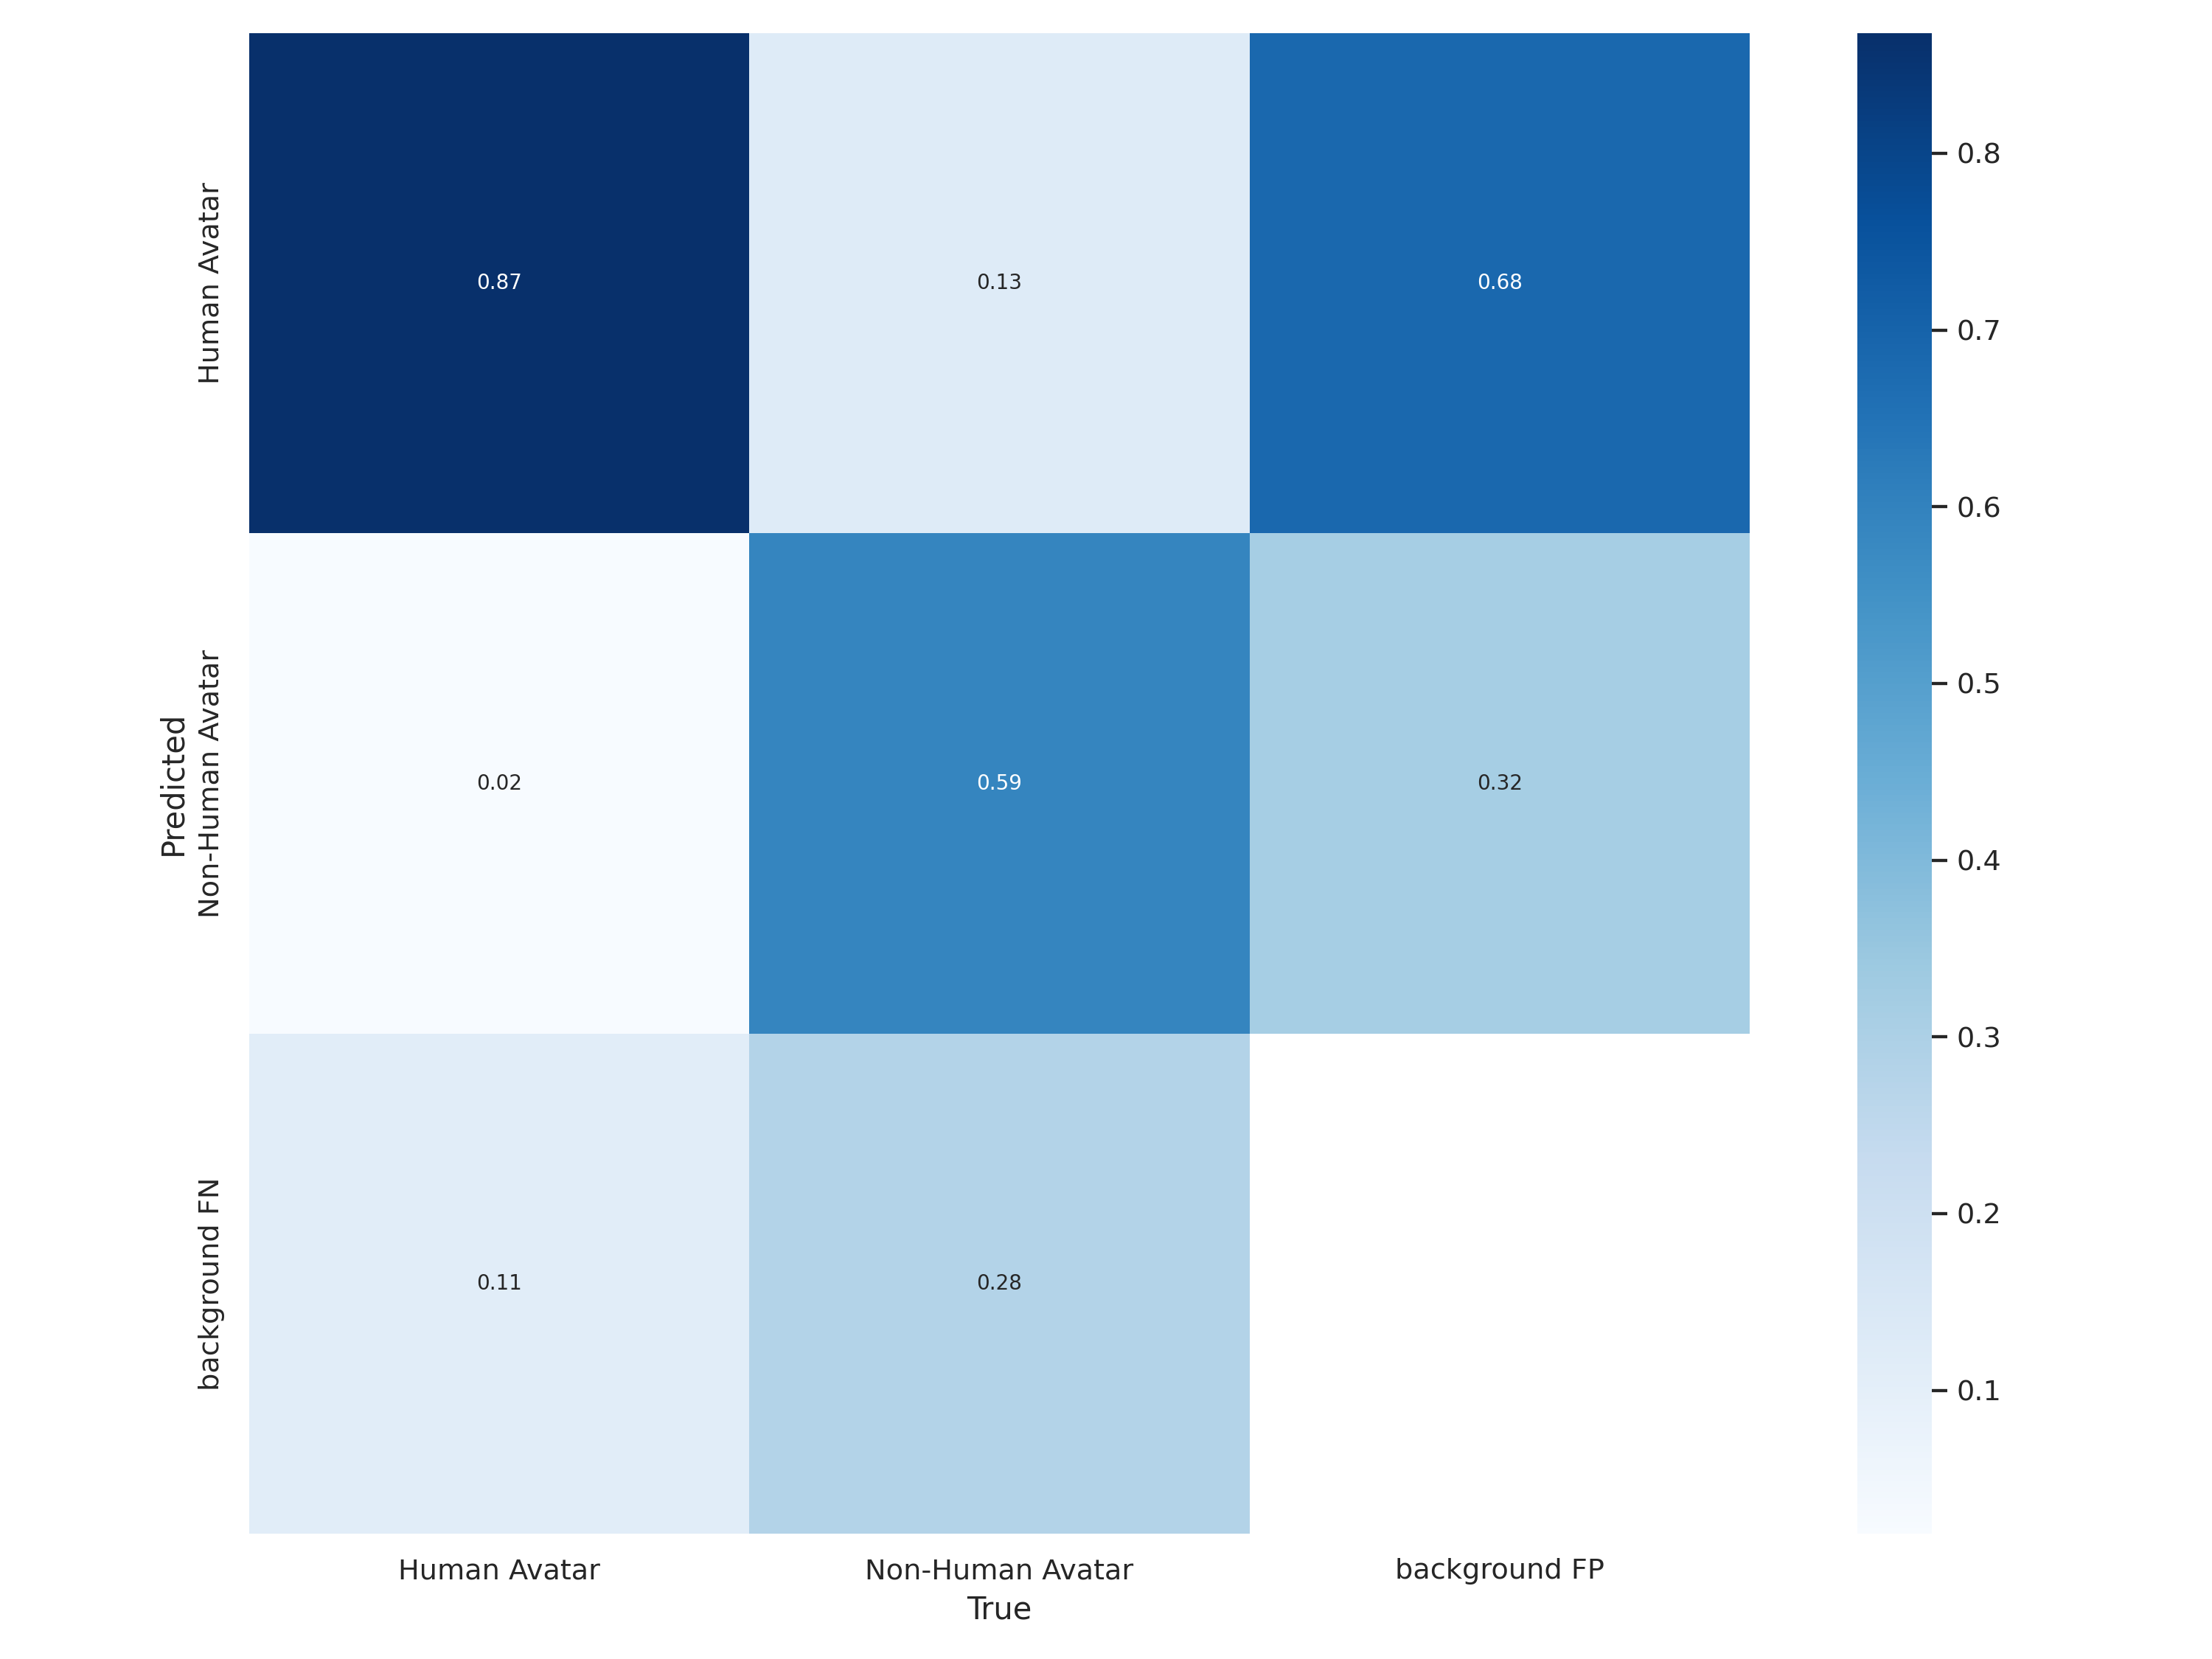 Predicted
Human Avatar
0.87 0.13 0.68
Non-Human Avatar
0.02 0.59 0.32
background FN
0.11 0.28
Human Avatar Non-Human Avatar background FP
True
0.8
0.7
0.6
0.5
0.4
0.3
0.2
0.1